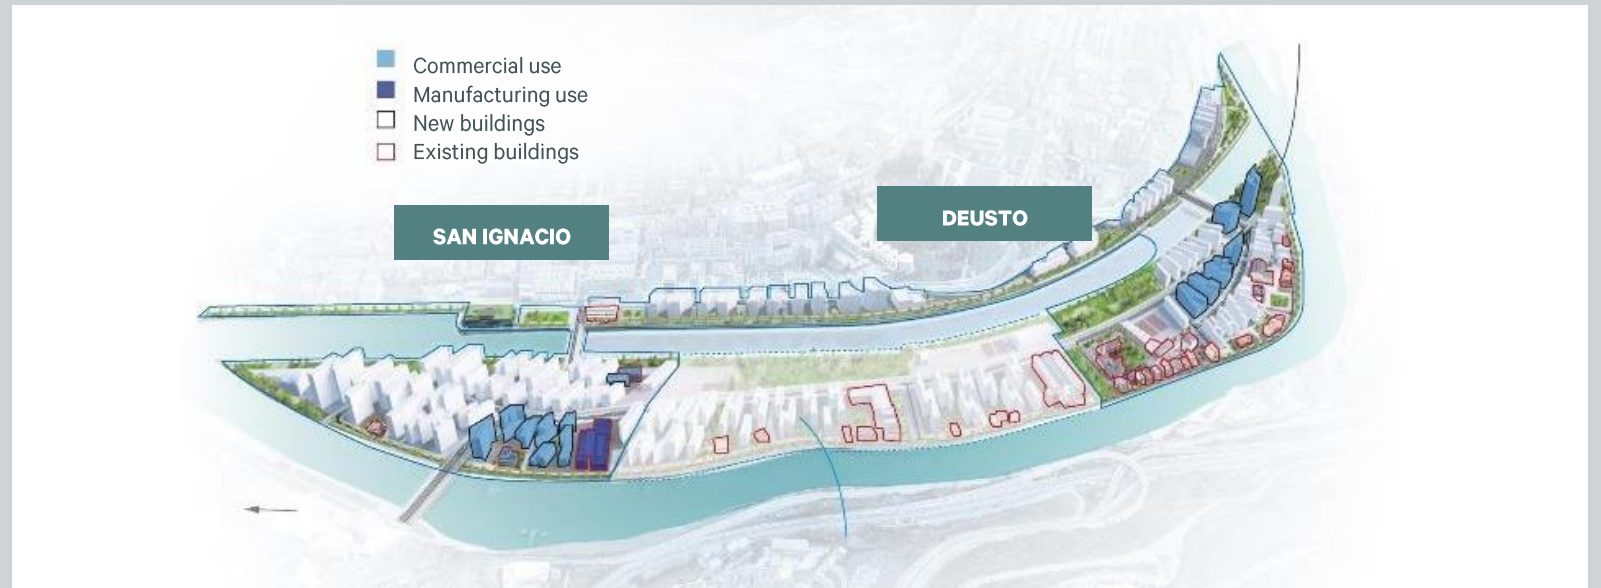 Commercial use
Manufacturing use
New buildings
Existing buildings
SAN IGNACIO
DEUSTO